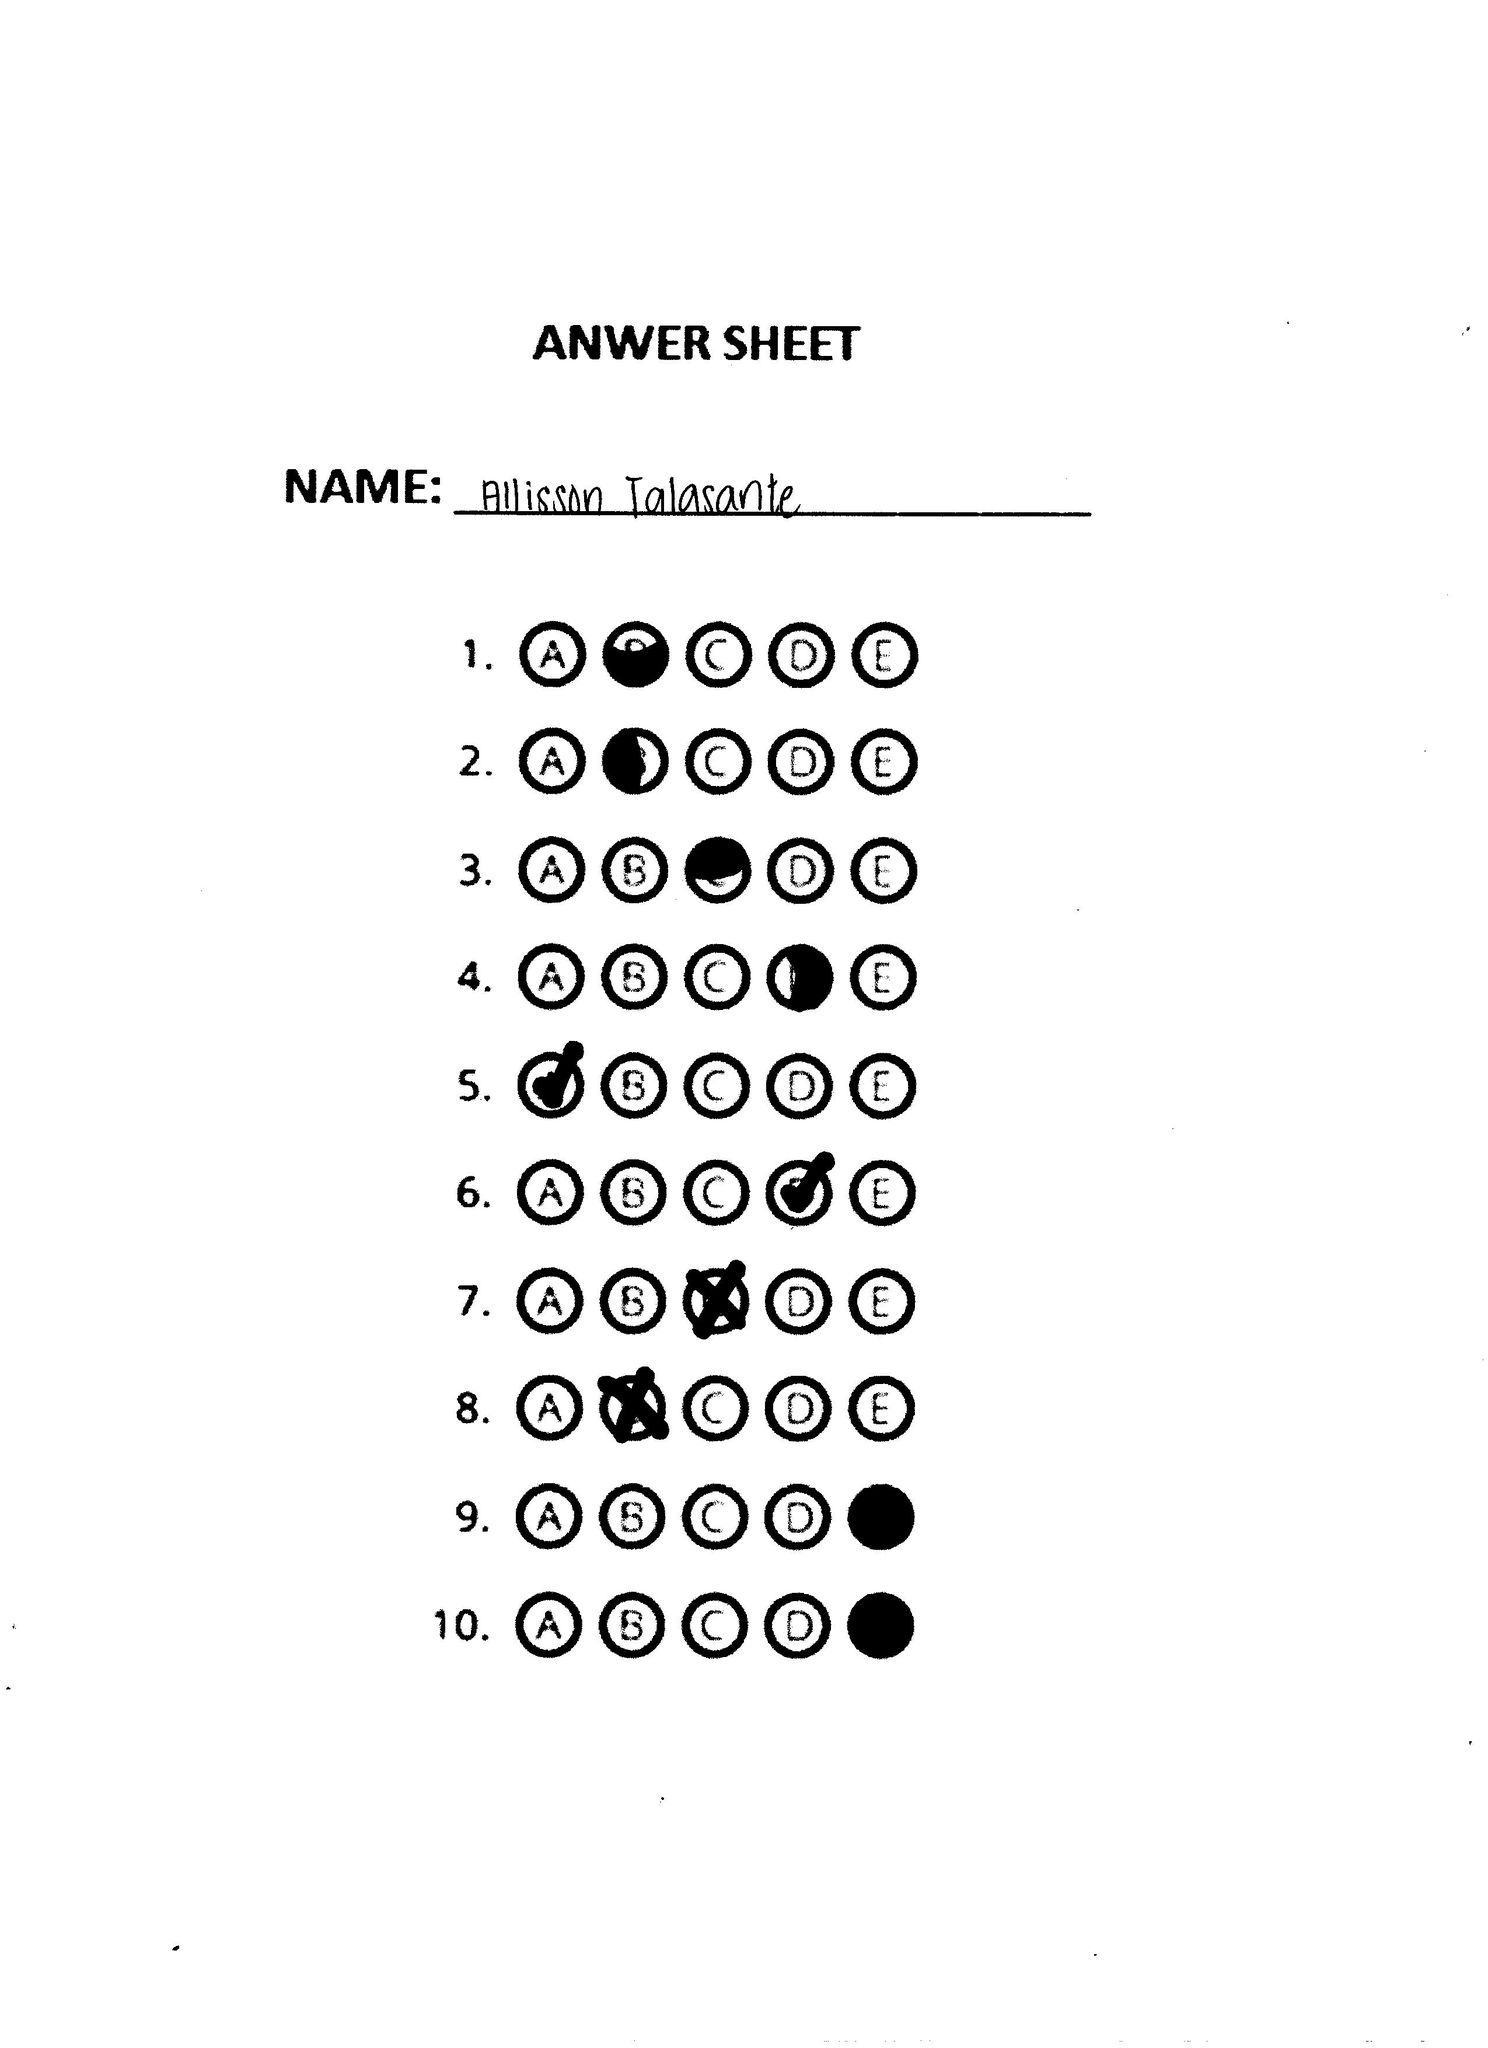 ANWER SHEET
NAME: Allisson Talasante
1. A B C D E
2. A C D E
3. A B D E
4. A B C E
5. B C D E
6. A B C E
7. A B D E
8. A C D E
9. A B C D
10. A B C D